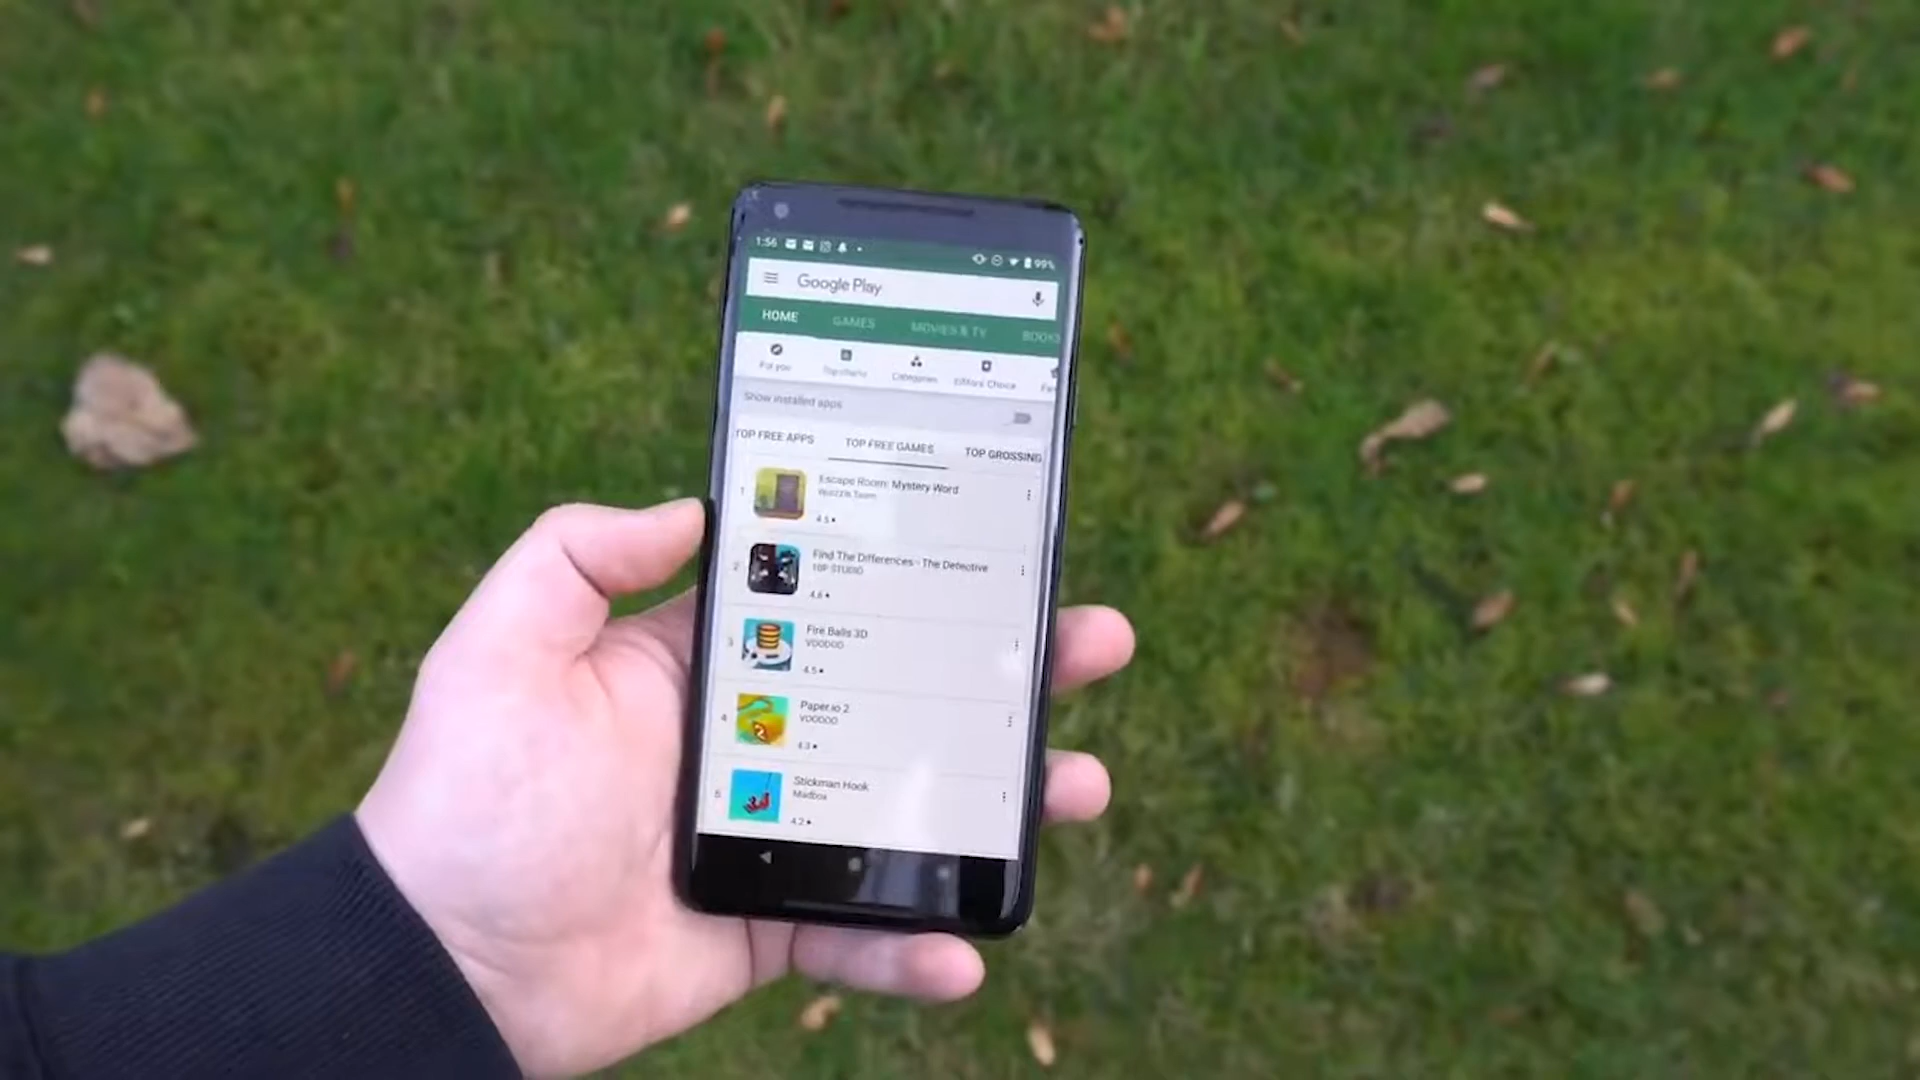 1:56 99%
Google Play
HOME GAMES MOVIES & TV BOOKS
For you Top charts Categories Editors' Choice
Show installed apps
TOP FREE APPS TOP FREE GAMES TOP GROSSING
1 Escape Room: Mystery Word
4.5
2 Find The Differences - The Detective
10P STUDIO
4.6
3 Fire Balls 3D
VOODOO
4.5
4 Paper.io 2
VOODOO
4.3
5 Stickman Hook
Madbox
4.2